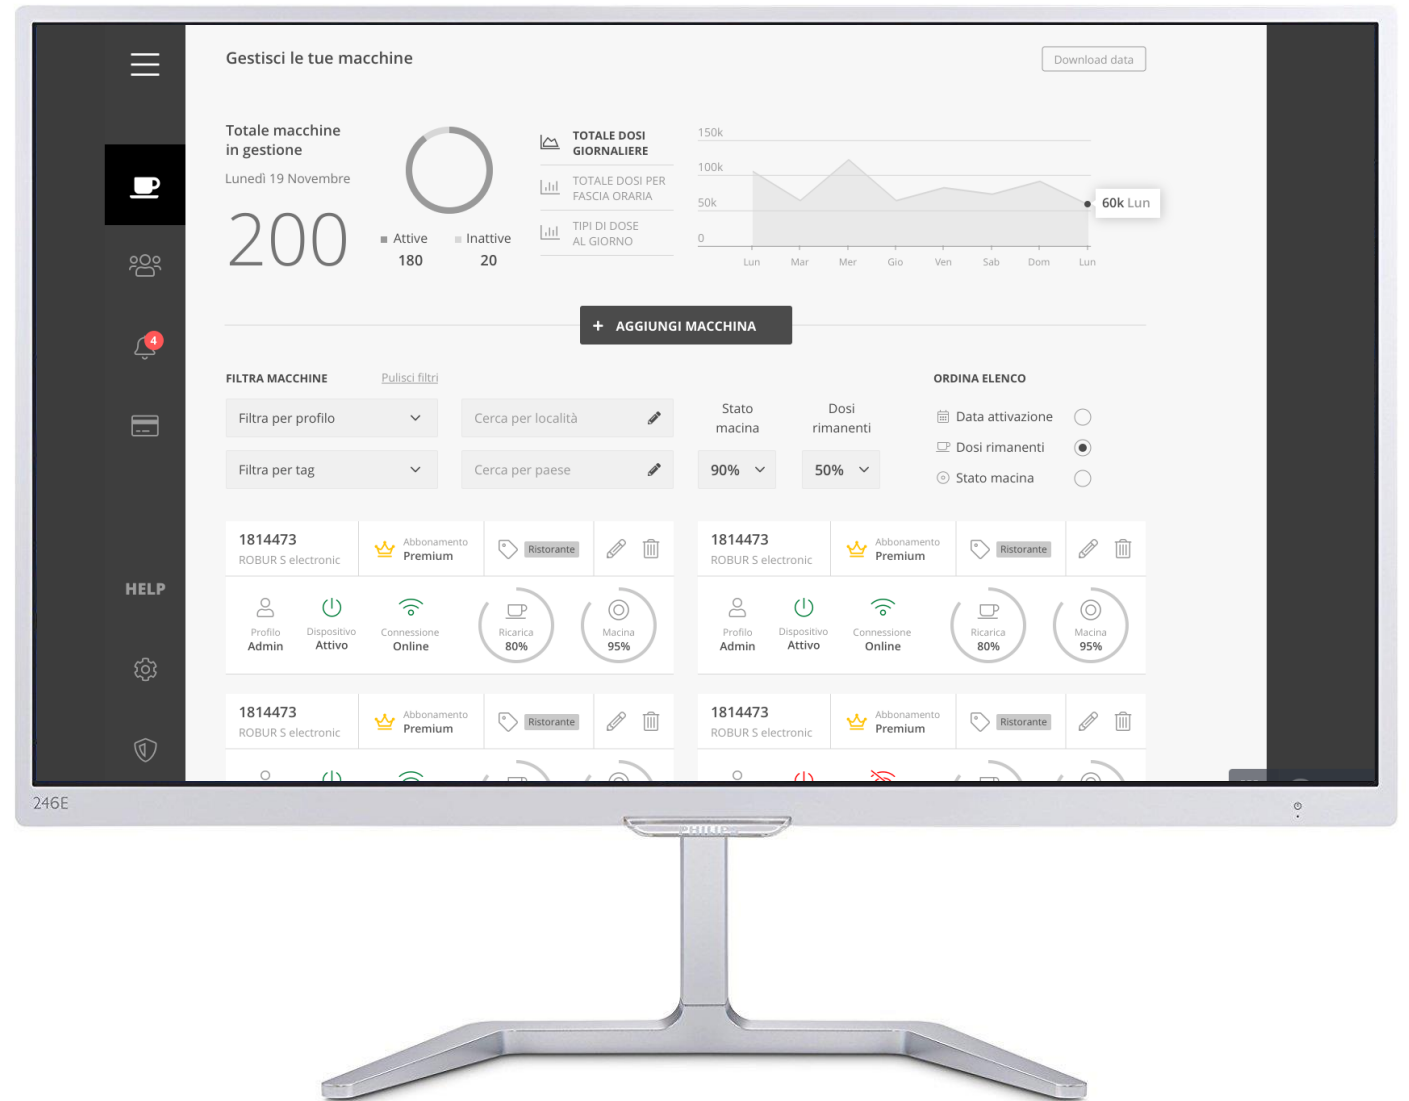 Gestisci le tue macchine
Download data
Totale macchine
in gestione
Lunedì 19 Novembre
200
Attive
180
Inattive
20
TOTALE DOSI
GIORNALIERE
TOTALE DOSI PER
FASCIA ORARIA
TIPI DI DOSE
AL GIORNO
150k
100k
50k
0
60k Lun
Lun Mar Mer Gio Ven Sab Dom Lun
4
+ AGGIUNGI MACCHINA
FILTRA MACCHINE
Pulisci filtri
Filtra per profilo
Cerca per località
Filtra per tag
Cerca per paese
Stato
macina
90%
Dosi
rimanenti
50%
ORDINA ELENCO
Data attivazione
Dosi rimanenti
Stato macina
HELP
1814473
ROBUR S electronic
Abbonamento
Premium
Ristorante
Profilo
Admin
Dispositivo
Attivo
Connessione
Online
Ricarica
80%
Macina
95%
1814473
ROBUR S electronic
Abbonamento
Premium
Ristorante
Profilo
Admin
Dispositivo
Attivo
Connessione
Online
Ricarica
80%
Macina
95%
1814473
ROBUR S electronic
Abbonamento
Premium
Ristorante
1814473
ROBUR S electronic
Abbonamento
Premium
Ristorante
246E
PHILIPS